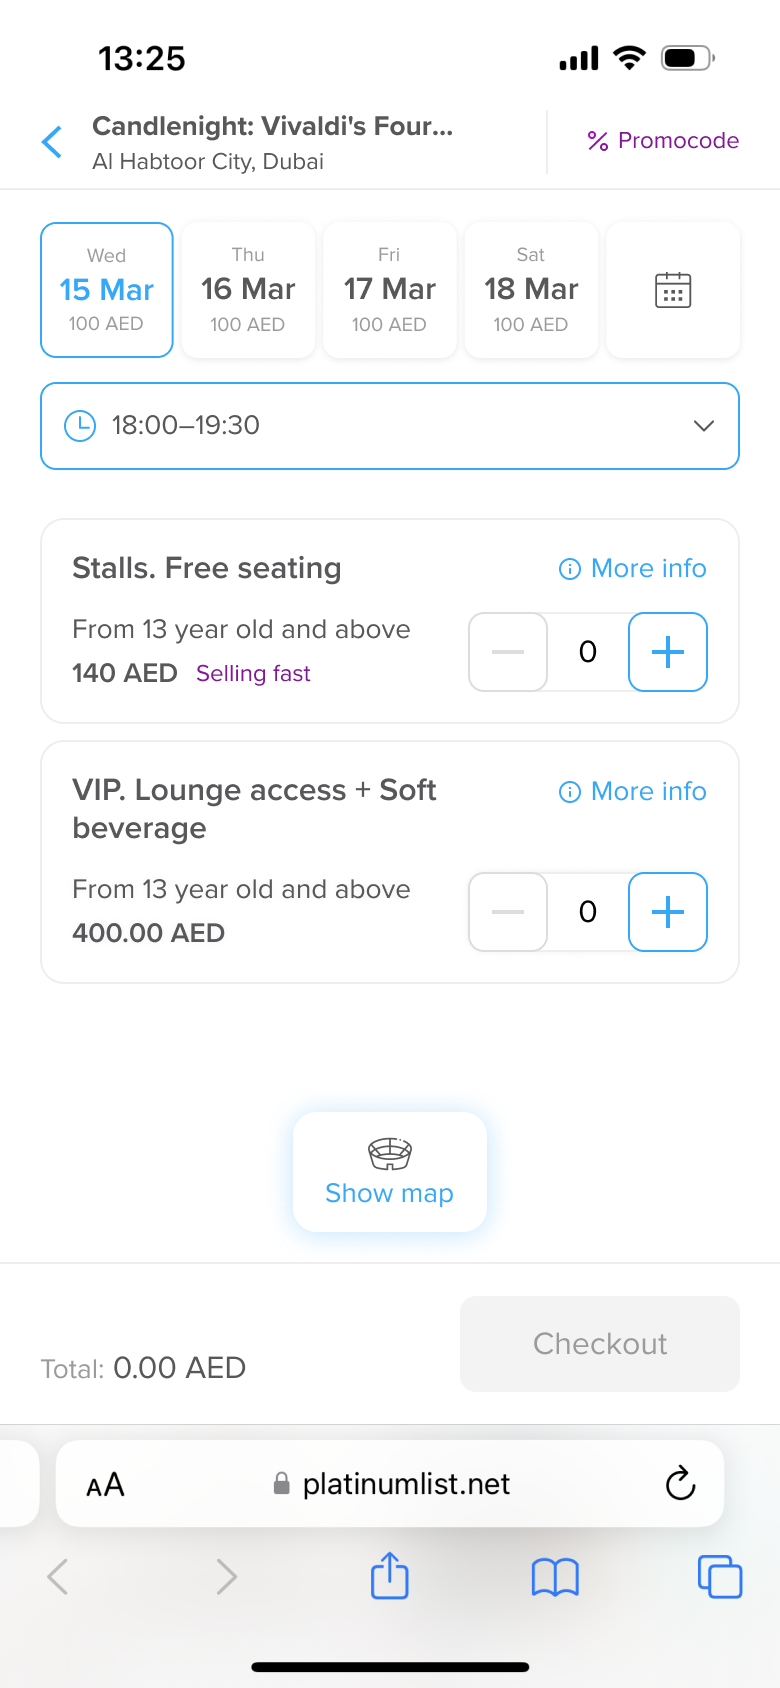 13:25
Candlenight: Vivaldi's Four...
Al Habtoor City, Dubai
Promocode
Wed
15 Mar
100 AED
Thu
16 Mar
100 AED
Fri
17 Mar
100 AED
Sat
18 Mar
100 AED
18:00–19:30
Stalls. Free seating
More info
From 13 year old and above
140 AED Selling fast
0
VIP. Lounge access + Soft
beverage
More info
From 13 year old and above
400.00 AED
0
Show map
Total: 0.00 AED
Checkout
AA
platinumlist.net